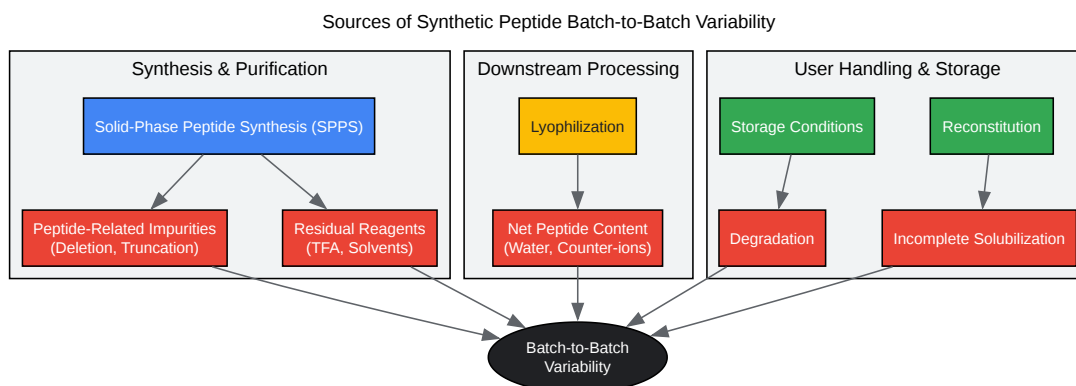 Sources of Synthetic Peptide Batch-to-Batch Variability
Synthesis & Purification
Downstream Processing
User Handling & Storage
Solid-Phase Peptide Synthesis (SPPS)
Lyophilization
Storage Conditions
Reconstitution
Peptide-Related Impurities
(Deletion, Truncation)
Residual Reagents
(TFA, Solvents)
Net Peptide Content
(Water, Counter-ions)
Degradation
Incomplete Solubilization
Batch-to-Batch
Variability